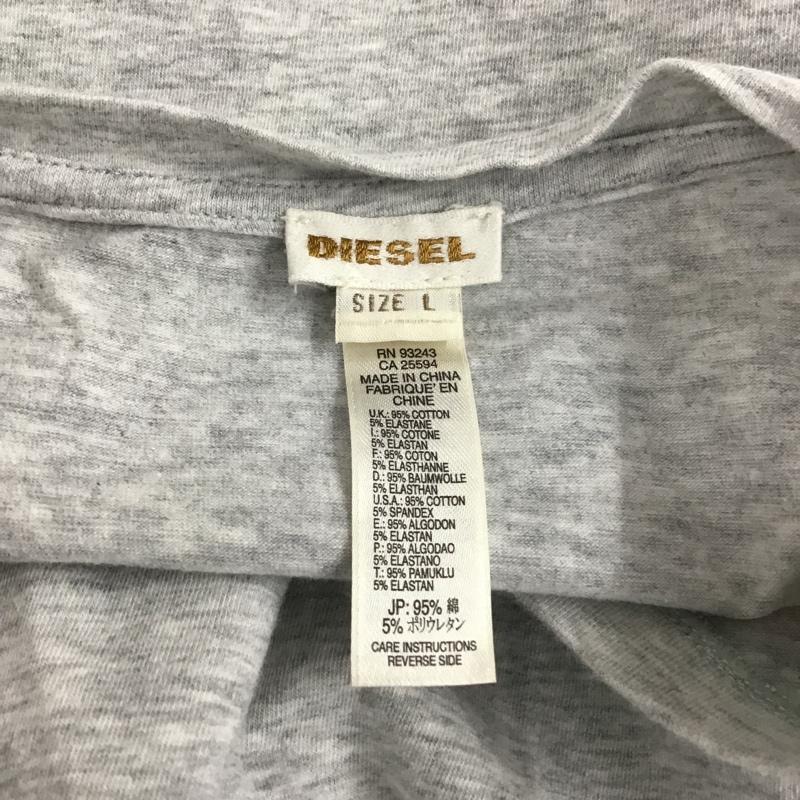 DIESEL
SIZE L
RN 93243
CA 25594
MADE IN CHINA
FABRIQUE' EN
CHINE
U.K.: 95% COTTON
5% ELASTANE
I.: 95% COTONE
5% ELASTAN
F.: 95% COTON
5% ELASTHANNE
D.: 95% BAUMWOLLE
5% ELASTHAN
U.S.A.: 95% COTTON
5% SPANDEX
E.: 95% ALGODON
5% ELASTAN
P.: 95% ALGODAO
5% ELASTANO
T.: 95% PAMUKLU
5% ELASTAN
JP: 95% 綿
5% ポリウレタン
CARE INSTRUCTIONS
REVERSE SIDE